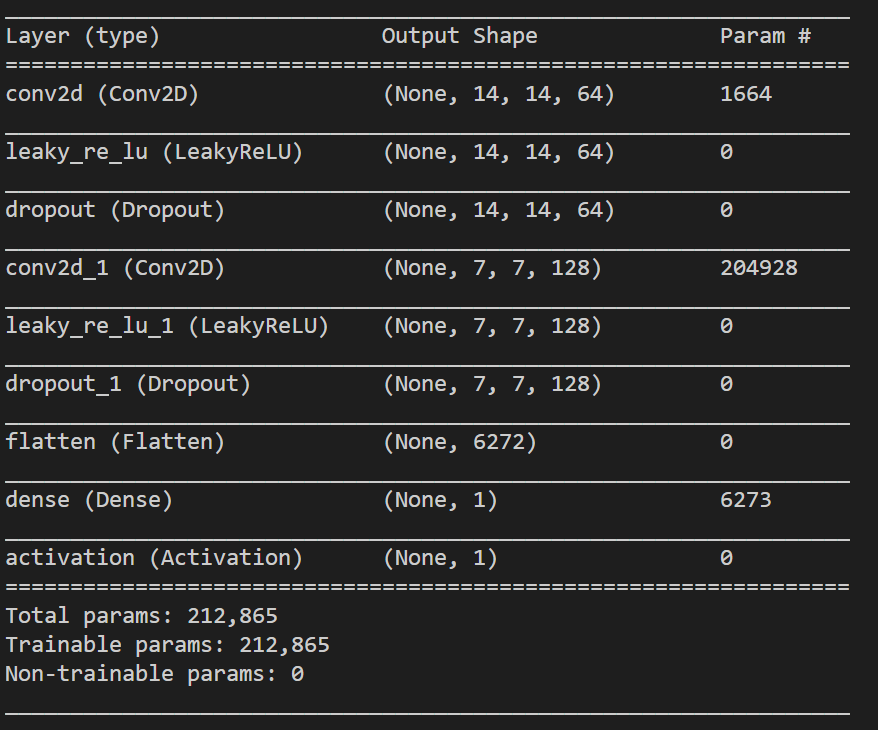 Layer (type) Output Shape Param #
=================================================================
conv2d (Conv2D) (None, 14, 14, 64) 1664
leaky_re_lu (LeakyReLU) (None, 14, 14, 64) 0
dropout (Dropout) (None, 14, 14, 64) 0
conv2d_1 (Conv2D) (None, 7, 7, 128) 204928
leaky_re_lu_1 (LeakyReLU) (None, 7, 7, 128) 0
dropout_1 (Dropout) (None, 7, 7, 128) 0
flatten (Flatten) (None, 6272) 0
dense (Dense) (None, 1) 6273
activation (Activation) (None, 1) 0
=================================================================
Total params: 212,865
Trainable params: 212,865
Non-trainable params: 0